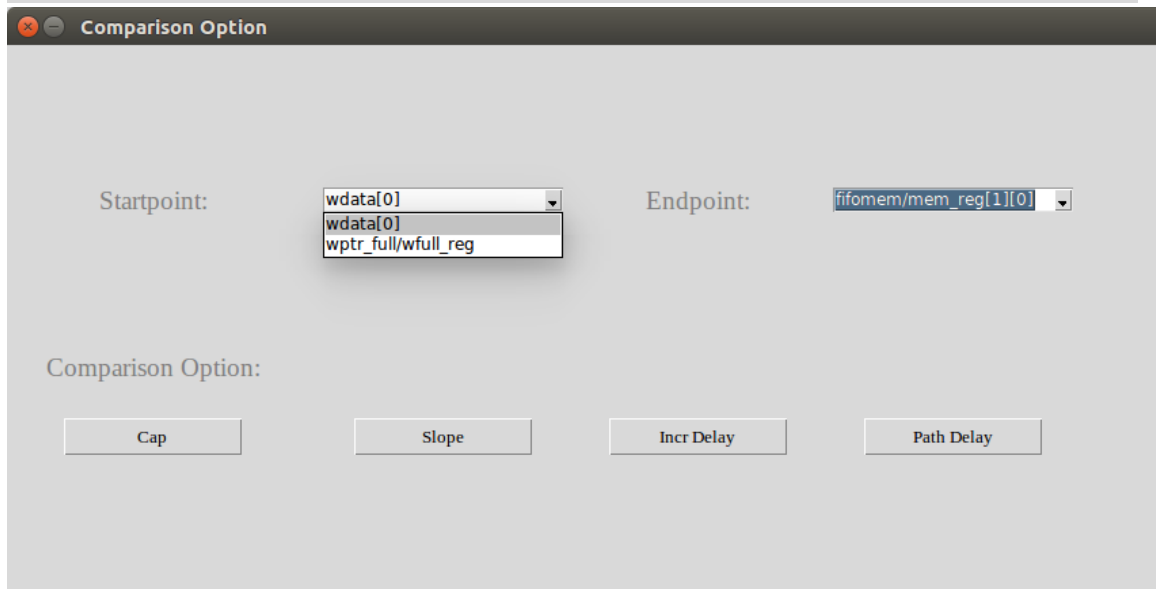 Comparison Option
Startpoint: wdata[0] Endpoint: fifomem/mem_reg[1][0]
wdata[0]
wptr_full/wfull_reg
Comparison Option:
Cap Slope Incr Delay Path Delay